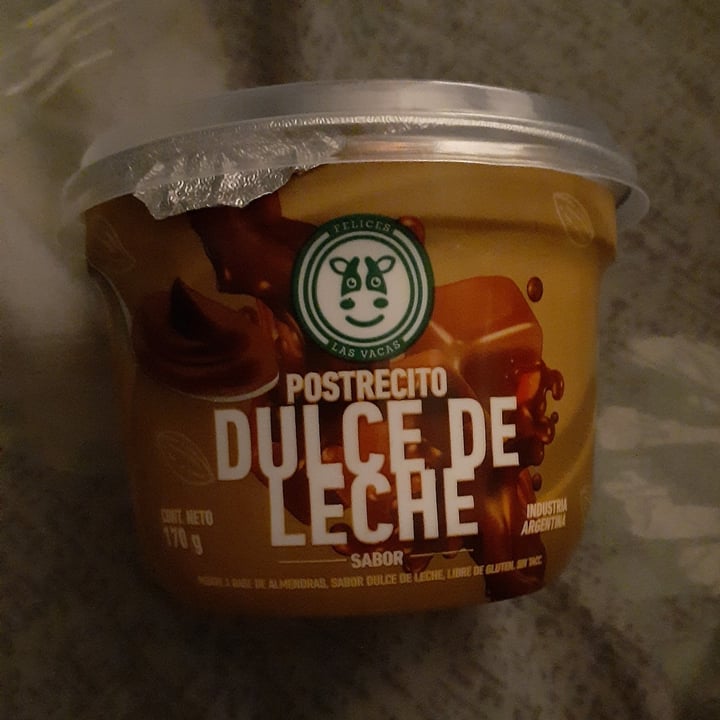 FELICES
LAS VACAS
POSTRECITO
DULCE DE
LECHE
CONT. NETO
170 g
INDUSTRIA
ARGENTINA
SABOR
A BASE DE ALMENDRAS, SABOR DULCE DE LECHE, LIBRE DE GLUTEN, SIN TACC.